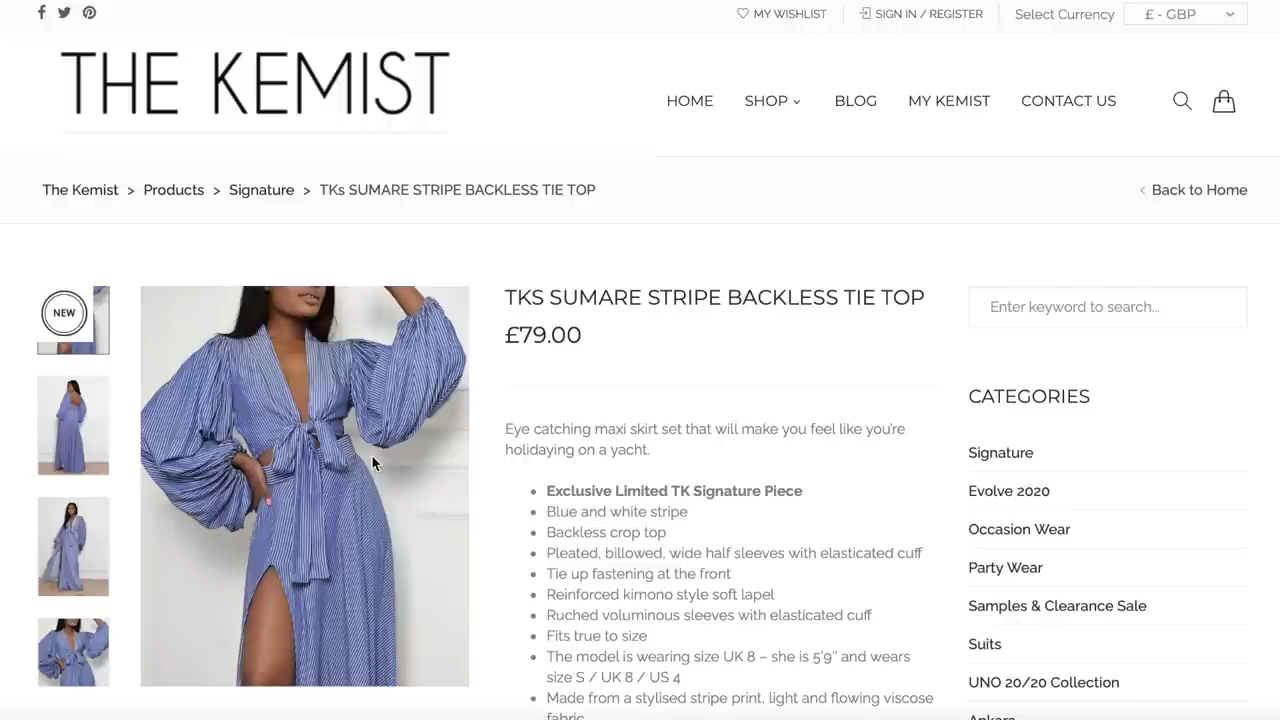 MY WISHLIST
SIGN IN / REGISTER
Select Currency
£ - GBP
THE KEMIST
HOME
SHOP
BLOG
MY KEMIST
CONTACT US
The Kemist > Products > Signature > TKs SUMARE STRIPE BACKLESS TIE TOP
< Back to Home
NEW
TKS SUMARE STRIPE BACKLESS TIE TOP
£79.00
Eye catching maxi skirt set that will make you feel like you're
holidaying on a yacht.
• Exclusive Limited TK Signature Piece
• Blue and white stripe
• Backless crop top
• Pleated, billowed, wide half sleeves with elasticated cuff
• Tie up fastening at the front
• Reinforced kimono style soft lapel
• Ruched voluminous sleeves with elasticated cuff
• Fits true to size
• The model is wearing size UK 8 – she is 5'9" and wears
size S / UK 8 / US 4
• Made from a stylised stripe print, light and flowing viscose
fabric
Enter keyword to search...
CATEGORIES
Signature
Evolve 2020
Occasion Wear
Party Wear
Samples & Clearance Sale
Suits
UNO 20/20 Collection
Ankara